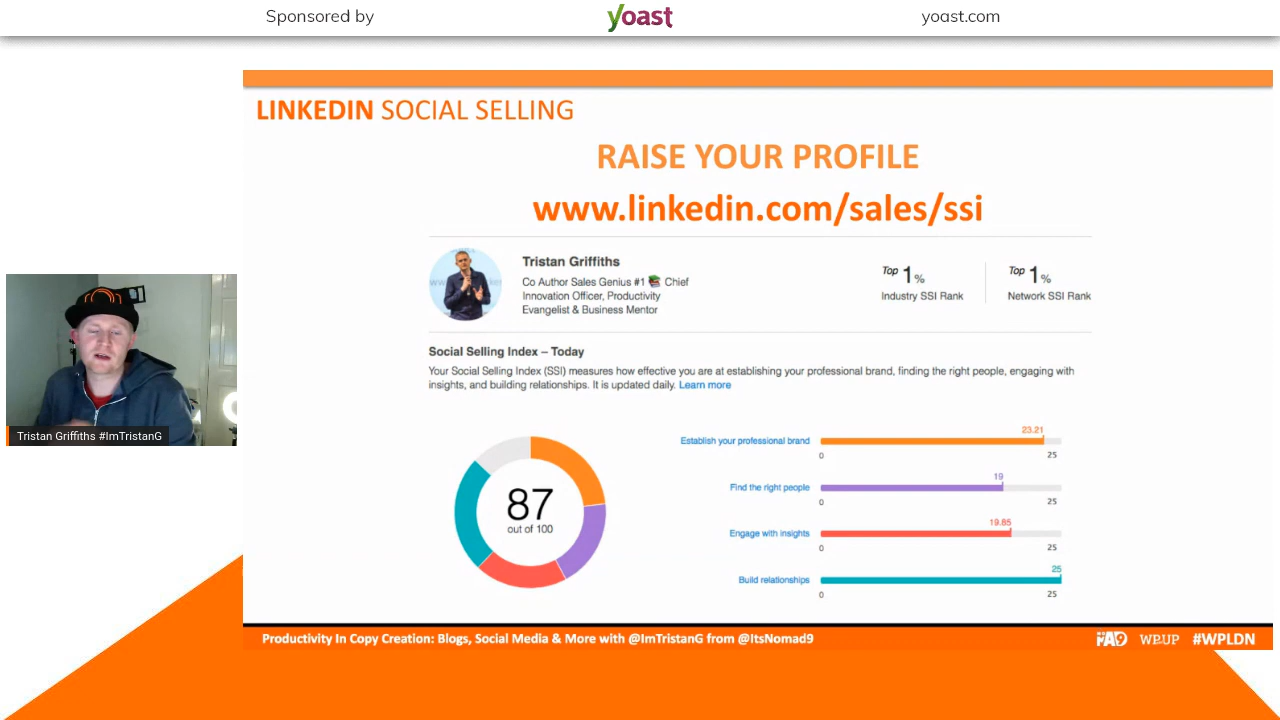 Sponsored by
yoast
yoast.com
LINKEDIN SOCIAL SELLING
RAISE YOUR PROFILE
www.linkedin.com/sales/ssi
Tristan Griffiths
Co Author Sales Genius #1 📚 Chief
Innovation Officer, Productivity
Evangelist & Business Mentor
Top 1%
Industry SSI Rank
Top 1%
Network SSI Rank
Social Selling Index – Today
Your Social Selling Index (SSI) measures how effective you are at establishing your professional brand, finding the right people, engaging with
insights, and building relationships. It is updated daily. Learn more
87
out of 100
Establish your professional brand
23.21
0
25
Find the right people
19
0
25
Engage with insights
19.85
0
25
Build relationships
25
0
25
Tristan Griffiths #ImTristanG
Productivity In Copy Creation: Blogs, Social Media & More with @ImTristanG from @ItsNomad9
#WPLDN